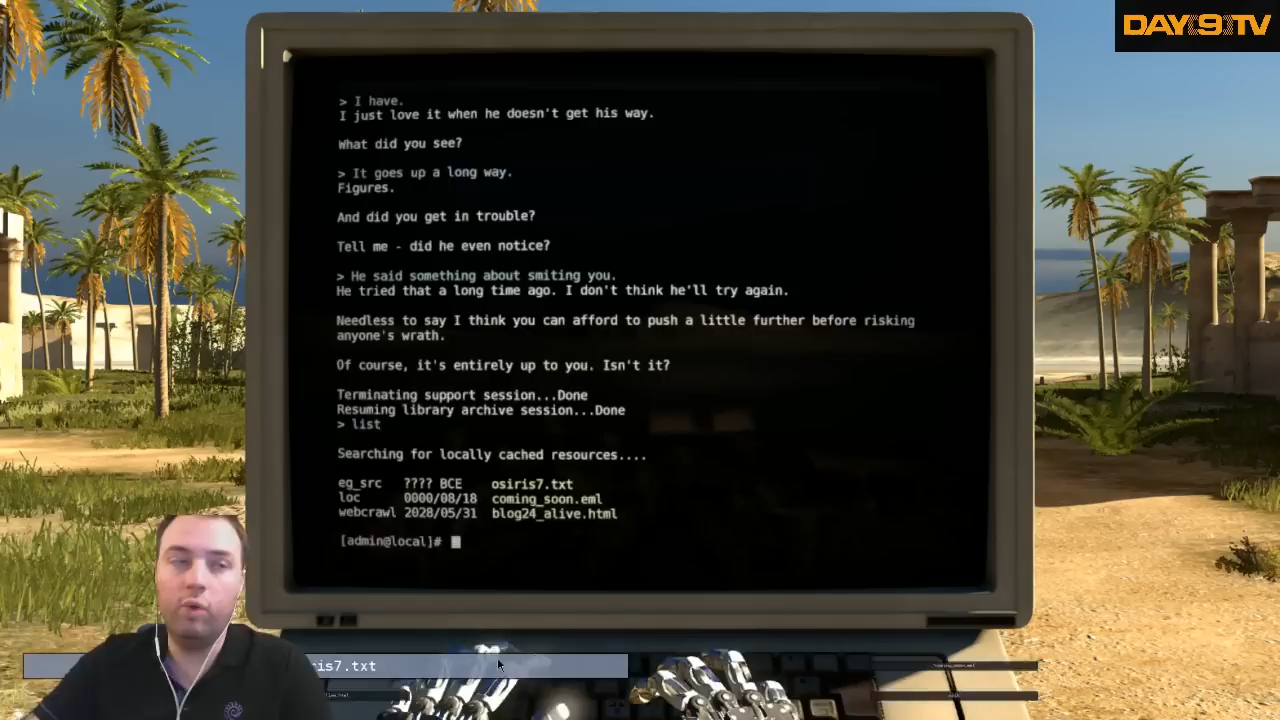 DAY[9]TV
> I have.
I just love it when he doesn't get his way.
What did you see?
> It goes up a long way.
Figures.
And did you get in trouble?
Tell me - did he even notice?
> He said something about smiting you.
He tried that a long time ago. I don't think he'll try again.
Needless to say I think you can afford to push a little further before risking
anyone's wrath.
Of course, it's entirely up to you. Isn't it?
Terminating support session...Done
Resuming library archive session...Done
> list
Searching for locally cached resources....
eg_src ???? BCE osiris7.txt
loc 0000/08/18 coming_soon.eml
webcrawl 2028/05/31 blog24_alive.html
[admin@local]#
ris7.txt